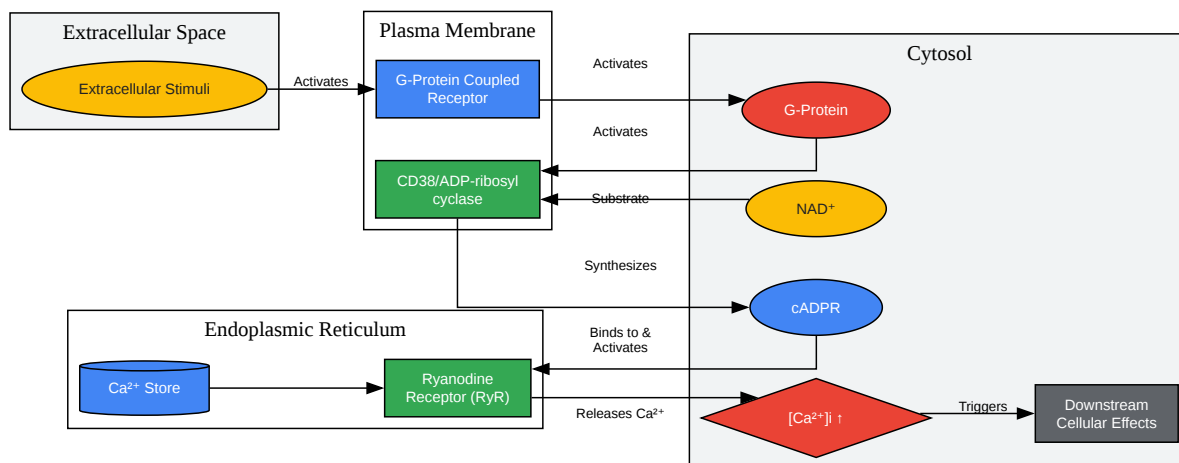 Extracellular Space
Extracellular Stimuli
Activates
Plasma Membrane
G-Protein Coupled
Receptor
CD38/ADP-ribosyl
cyclase
Activates
Activates
Substrate
Synthesizes
Cytosol
G-Protein
NAD⁺
cADPR
Endoplasmic Reticulum
Ca²⁺ Store
Ryanodine
Receptor (RyR)
Binds to &
Activates
Releases Ca²⁺
[Ca²⁺]i ↑
Triggers
Downstream
Cellular Effects